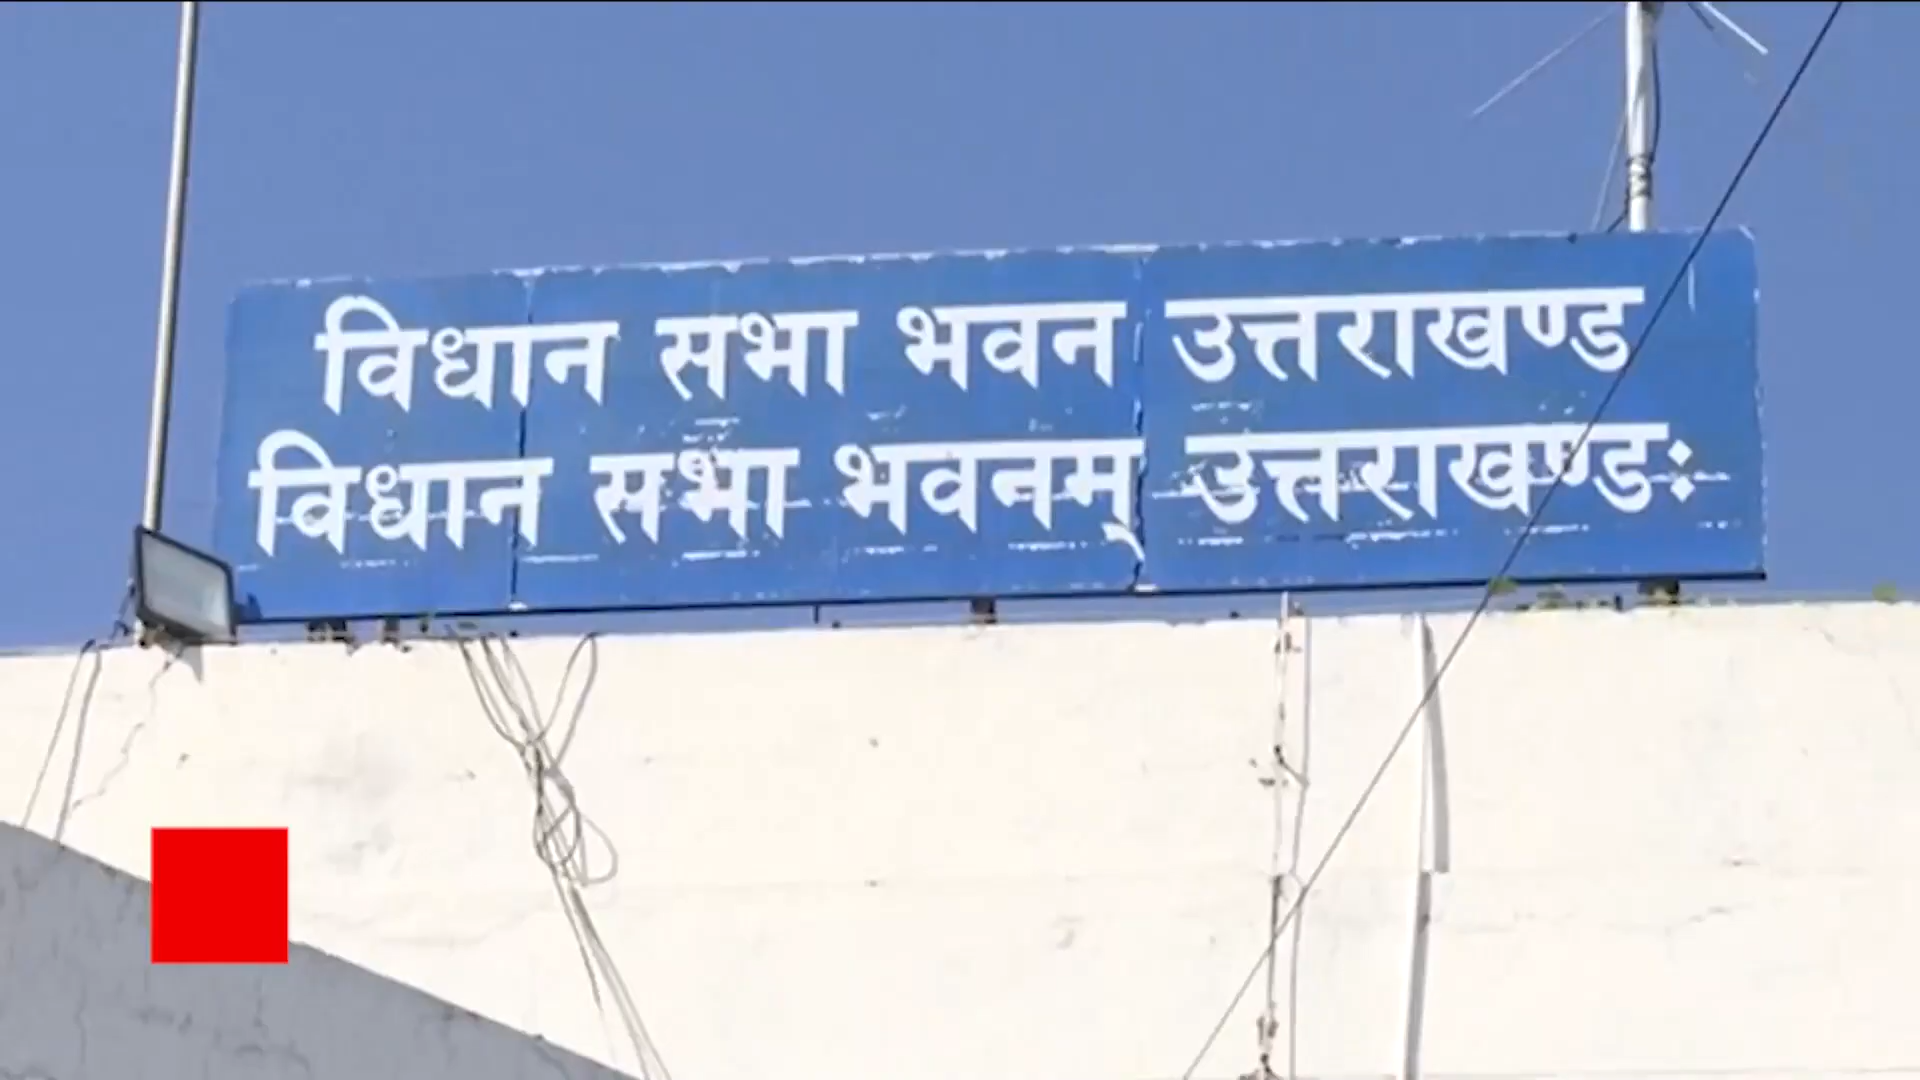 विधान सभा भवन उत्तराखण्ड
विधान सभा भवनम् उत्तराखण्डः